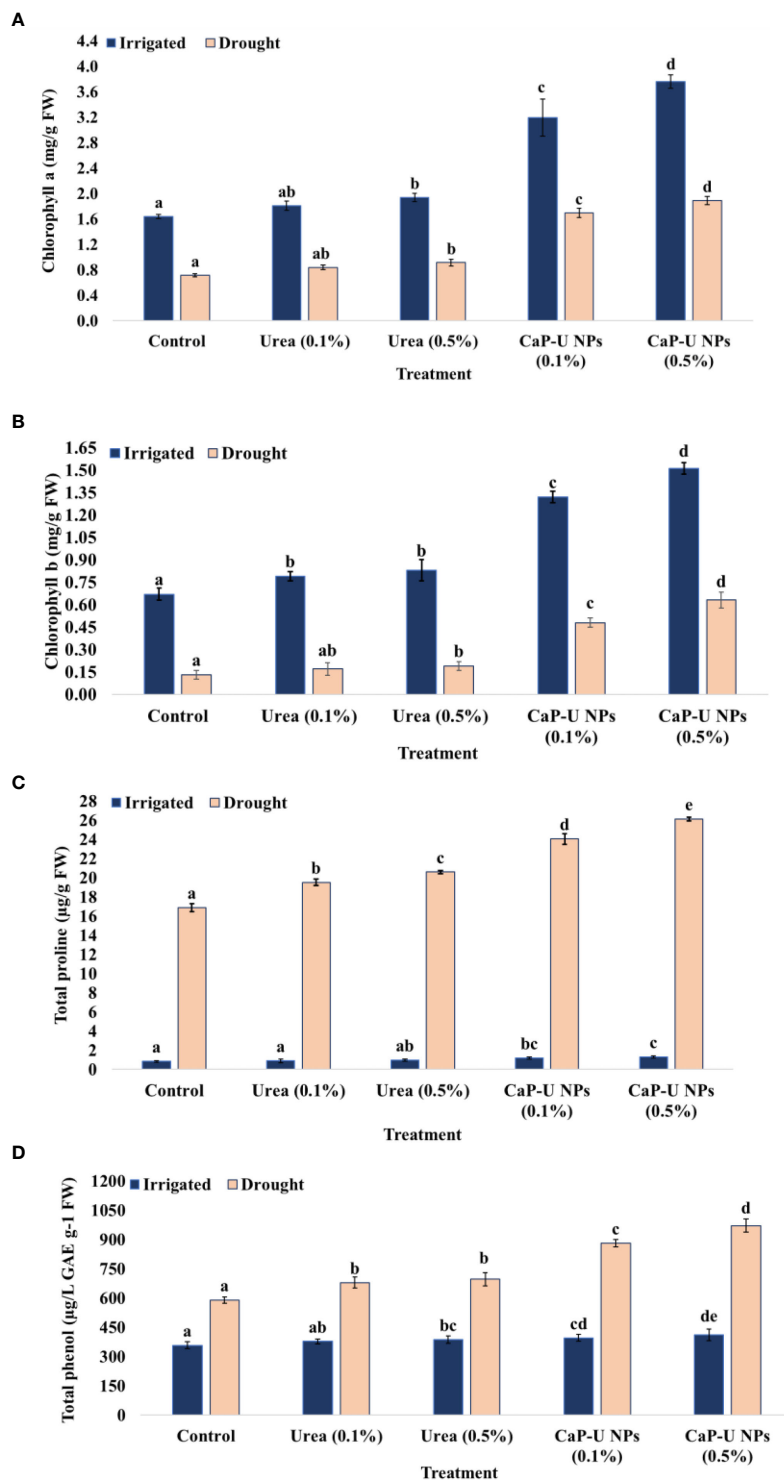 A
Irrigated Drought
Chlorophyll a (mg/g FW)
4.4
4.0
3.6
3.2
2.8
2.4
2.0
1.6
1.2
0.8
0.4
0.0
a a ab ab b b c c d d
Control Urea (0.1%) Urea (0.5%) CaP-U NPs CaP-U NPs
(0.1%) (0.5%)
Treatment
B
Irrigated Drought
Chlorophyll b (mg/g FW)
1.65
1.50
1.35
1.20
1.05
0.90
0.75
0.60
0.45
0.30
0.15
0.00
a a b ab b b c c d d
Control Urea (0.1%) Urea (0.5%) CaP-U NPs CaP-U NPs
(0.1%) (0.5%)
Treatment
C
Irrigated Drought
Total proline (µg/g FW)
28
26
24
22
20
18
16
14
12
10
8
6
4
2
0
a a a b ab c bc d c e
Control Urea (0.1%) Urea (0.5%) CaP-U NPs CaP-U NPs
(0.1%) (0.5%)
Treatment
D
Irrigated Drought
Total phenol (µg/L GAE g-1 FW)
1200
1050
900
750
600
450
300
150
0
a a ab b bc b cd c de d
Control Urea (0.1%) Urea (0.5%) CaP-U NPs CaP-U NPs
(0.1%) (0.5%)
Treatment